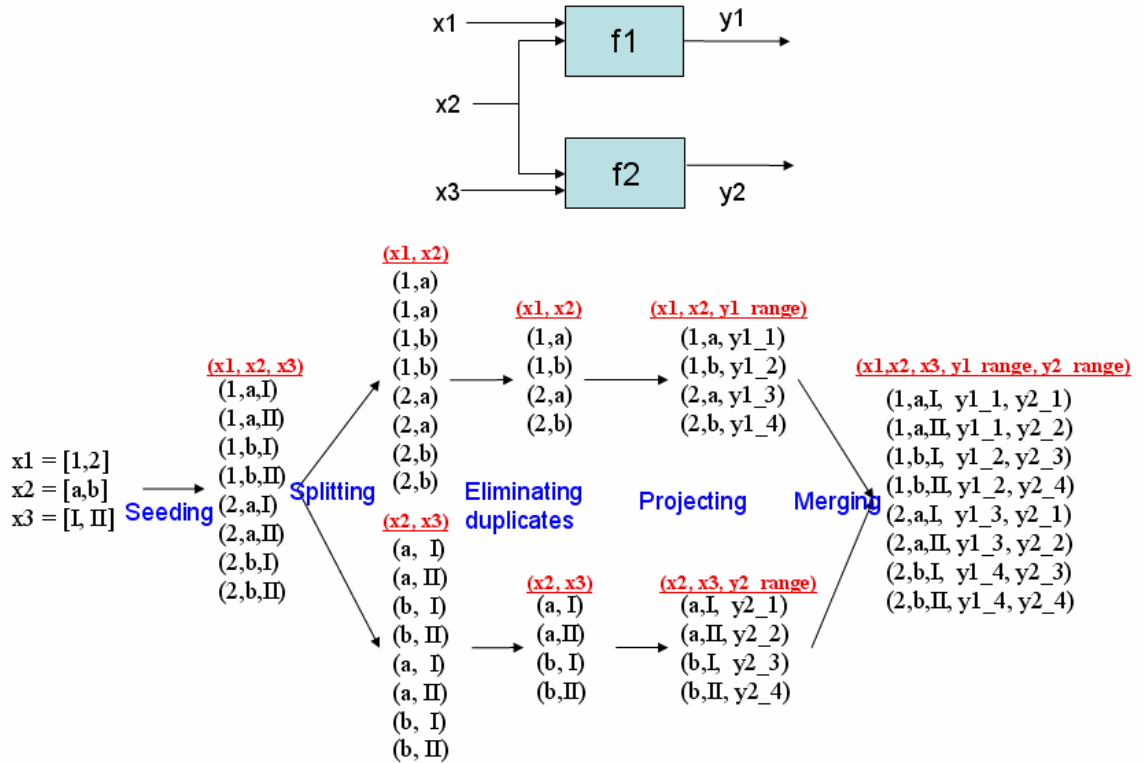 x1
f1
y1
x2
f2
x3
y2
x1 = [1,2]
x2 = [a,b]
x3 = [I, II]
Seeding
(x1, x2, x3)
(1,a,I)
(1,a,II)
(1,b,I)
(1,b,II)
(2,a,I)
(2,a,II)
(2,b,I)
(2,b,II)
Splitting
(x1, x2)
(1,a)
(1,a)
(1,b)
(1,b)
(2,a)
(2,a)
(2,b)
(2,b)
(x2, x3)
(a, I)
(a, II)
(b, I)
(b, II)
(a, I)
(a, II)
(b, I)
(b, II)
Eliminating
duplicates
(x1, x2)
(1,a)
(1,b)
(2,a)
(2,b)
(x2, x3)
(a, I)
(a,II)
(b, I)
(b,II)
Projecting
(x1, x2, y1_range)
(1,a, y1_1)
(1,b, y1_2)
(2,a, y1_3)
(2,b, y1_4)
(x2, x3, y2_range)
(a,I, y2_1)
(a,II, y2_2)
(b,I, y2_3)
(b,II, y2_4)
Merging
(x1,x2, x3, y1_range, y2_range)
(1,a,I, y1_1, y2_1)
(1,a,II, y1_1, y2_2)
(1,b,I, y1_2, y2_3)
(1,b,II, y1_2, y2_4)
(2,a,I, y1_3, y2_1)
(2,a,II, y1_3, y2_2)
(2,b,I, y1_4, y2_3)
(2,b,II, y1_4, y2_4)